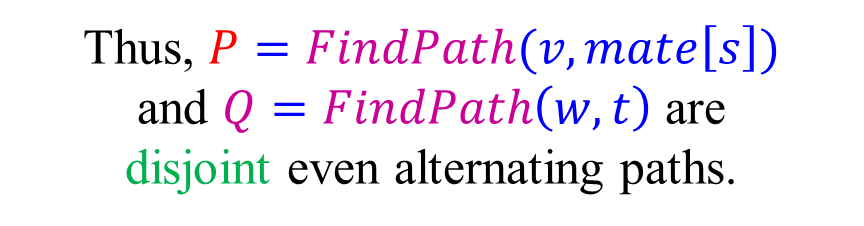 Thus, P = FindPath(v, mate[s])
and Q = FindPath(w, t) are
disjoint even alternating paths.